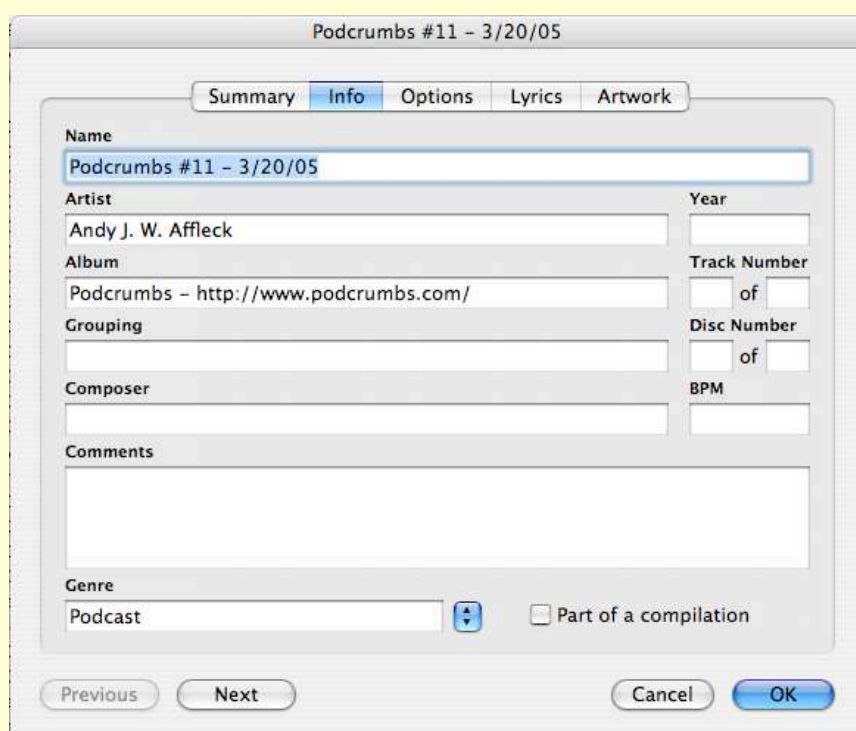 Podcrumbs #11 – 3/20/05
Summary Info Options Lyrics Artwork
Name
Podcrumbs #11 – 3/20/05
Artist Year
Andy J. W. Affleck
Album Track Number
Podcrumbs – http://www.podcrumbs.com/ of
Grouping Disc Number
of
Composer BPM
Comments
Genre
Podcast Part of a compilation
Previous Next Cancel OK